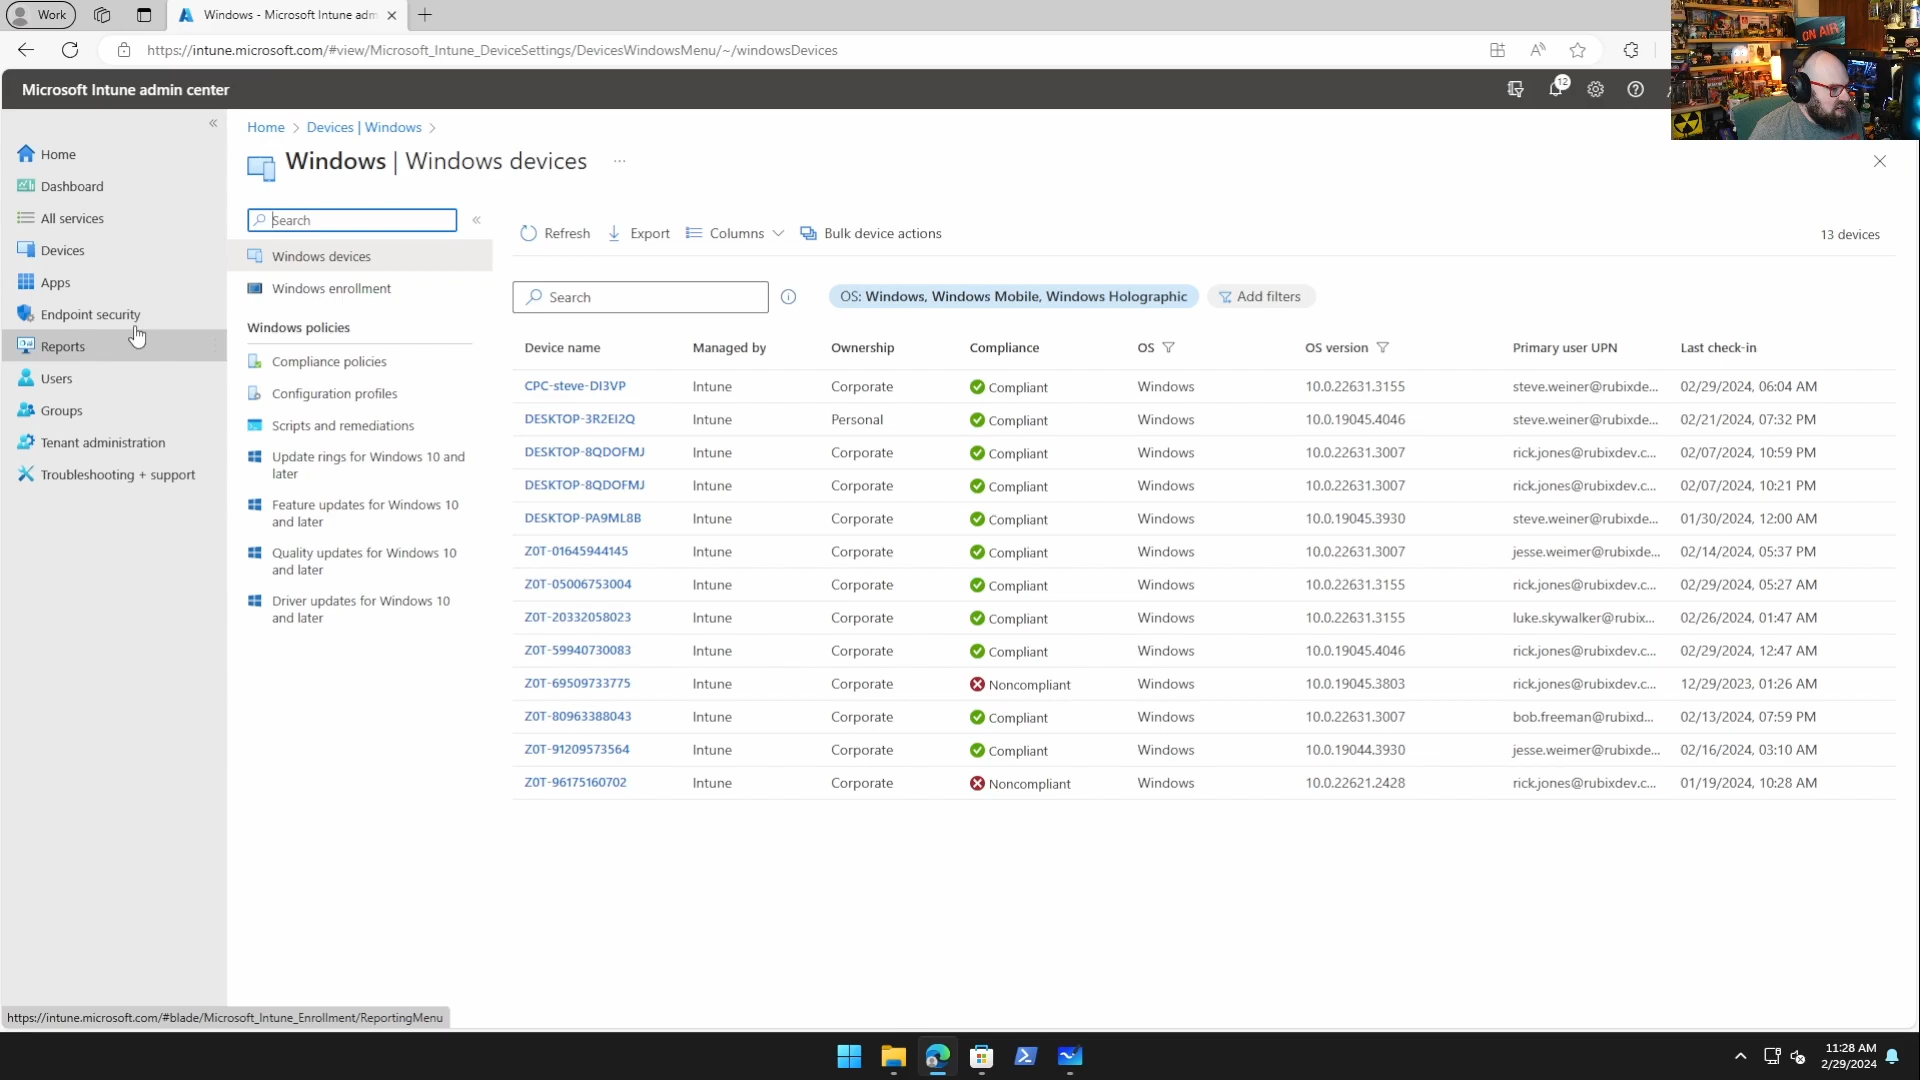 Work
Windows - Microsoft Intune adm
https://intune.microsoft.com/#view/Microsoft_Intune_DeviceSettings/DevicesWindowsMenu/~/windowsDevices
ON AIR
Microsoft Intune admin center
12
Home
Dashboard
All services
Devices
Apps
Endpoint security
Reports
Users
Groups
Tenant administration
Troubleshooting + support
Home > Devices | Windows >
Windows | Windows devices ...
Search
Windows devices
Windows enrollment
Windows policies
Compliance policies
Configuration profiles
Scripts and remediations
Update rings for Windows 10 and
later
Feature updates for Windows 10
and later
Quality updates for Windows 10
and later
Driver updates for Windows 10
and later
Refresh Export Columns Bulk device actions 13 devices
Search OS: Windows, Windows Mobile, Windows Holographic Add filters
Device name Managed by Ownership Compliance OS OS version Primary user UPN Last check-in
CPC-steve-DI3VP Intune Corporate Compliant Windows 10.0.22631.3155 steve.weiner@rubixde... 02/29/2024, 06:04 AM
DESKTOP-3R2EI2Q Intune Personal Compliant Windows 10.0.19045.4046 steve.weiner@rubixde... 02/21/2024, 07:32 PM
DESKTOP-8QDOFMJ Intune Corporate Compliant Windows 10.0.22631.3007 rick.jones@rubixdev.c... 02/07/2024, 10:59 PM
DESKTOP-8QDOFMJ Intune Corporate Compliant Windows 10.0.22631.3007 rick.jones@rubixdev.c... 02/07/2024, 10:21 PM
DESKTOP-PA9ML8B Intune Corporate Compliant Windows 10.0.19045.3930 steve.weiner@rubixde... 01/30/2024, 12:00 AM
Z0T-01645944145 Intune Corporate Compliant Windows 10.0.22631.3007 jesse.weimer@rubixde... 02/14/2024, 05:37 PM
Z0T-05006753004 Intune Corporate Compliant Windows 10.0.22631.3155 rick.jones@rubixdev.c... 02/29/2024, 05:27 AM
Z0T-20332058023 Intune Corporate Compliant Windows 10.0.22631.3155 luke.skywalker@rubix... 02/26/2024, 01:47 AM
Z0T-59940730083 Intune Corporate Compliant Windows 10.0.19045.4046 rick.jones@rubixdev.c... 02/29/2024, 12:47 AM
Z0T-69509733775 Intune Corporate Noncompliant Windows 10.0.19045.3803 rick.jones@rubixdev.c... 12/29/2023, 01:26 AM
Z0T-80963388043 Intune Corporate Compliant Windows 10.0.22631.3007 bob.freeman@rubixd... 02/13/2024, 07:59 PM
Z0T-91209573564 Intune Corporate Compliant Windows 10.0.19044.3930 jesse.weimer@rubixde... 02/16/2024, 03:10 AM
Z0T-96175160702 Intune Corporate Noncompliant Windows 10.0.22621.2428 rick.jones@rubixdev.c... 01/19/2024, 10:28 AM
https://intune.microsoft.com/#blade/Microsoft_Intune_Enrollment/ReportingMenu
11:28 AM
2/29/2024